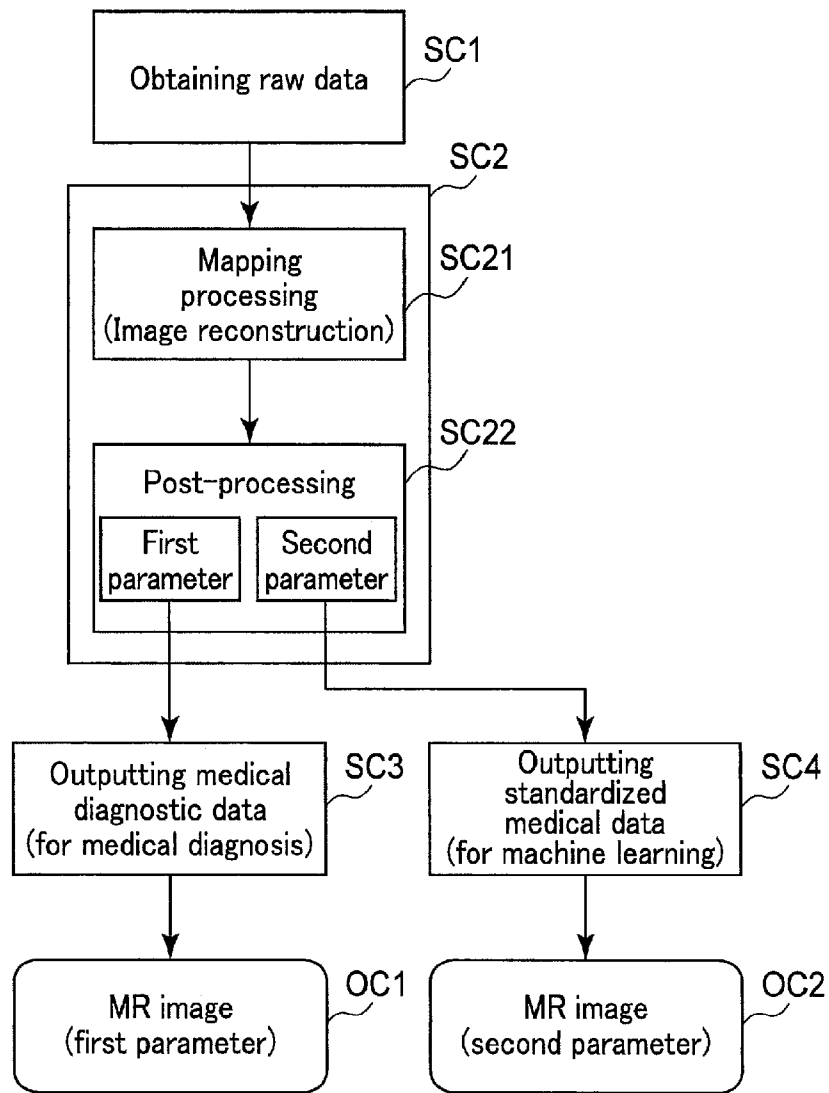 Obtaining raw data
SC1
SC2
Mapping
processing
(Image reconstruction)
SC21
SC22
Post-processing
First
parameter
Second
parameter
Outputting medical
diagnostic data
(for medical diagnosis)
SC3
Outputting
standardized
medical data
(for machine learning)
SC4
MR image
(first parameter)
OC1
MR image
(second parameter)
OC2